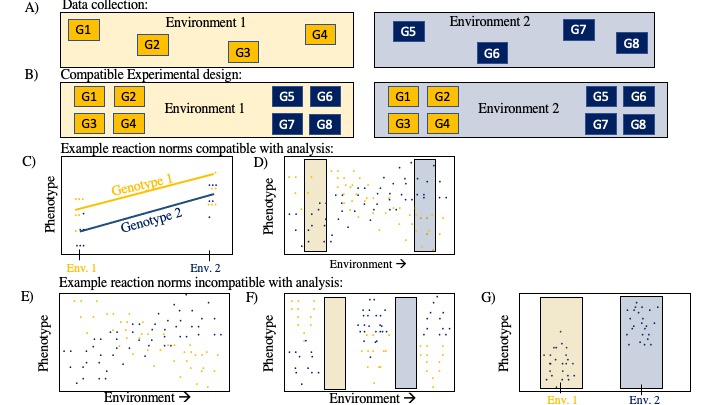 A) Data collection:
Environment 1
G1
G2
G3
G4
Environment 2
G5
G6
G7
G8
B) Compatible Experimental design:
G1 G2
G3 G4
Environment 1
G5 G6
G7 G8
G1 G2
G3 G4
Environment 2
G5 G6
G7 G8
Example reaction norms compatible with analysis:
C)
Phenotype
Genotype 1
Genotype 2
Env. 1
Env. 2
D)
Phenotype
Environment →
Example reaction norms incompatible with analysis:
E)
Phenotype
Environment →
F)
Phenotype
Environment →
G)
Phenotype
Env. 1
Env. 2